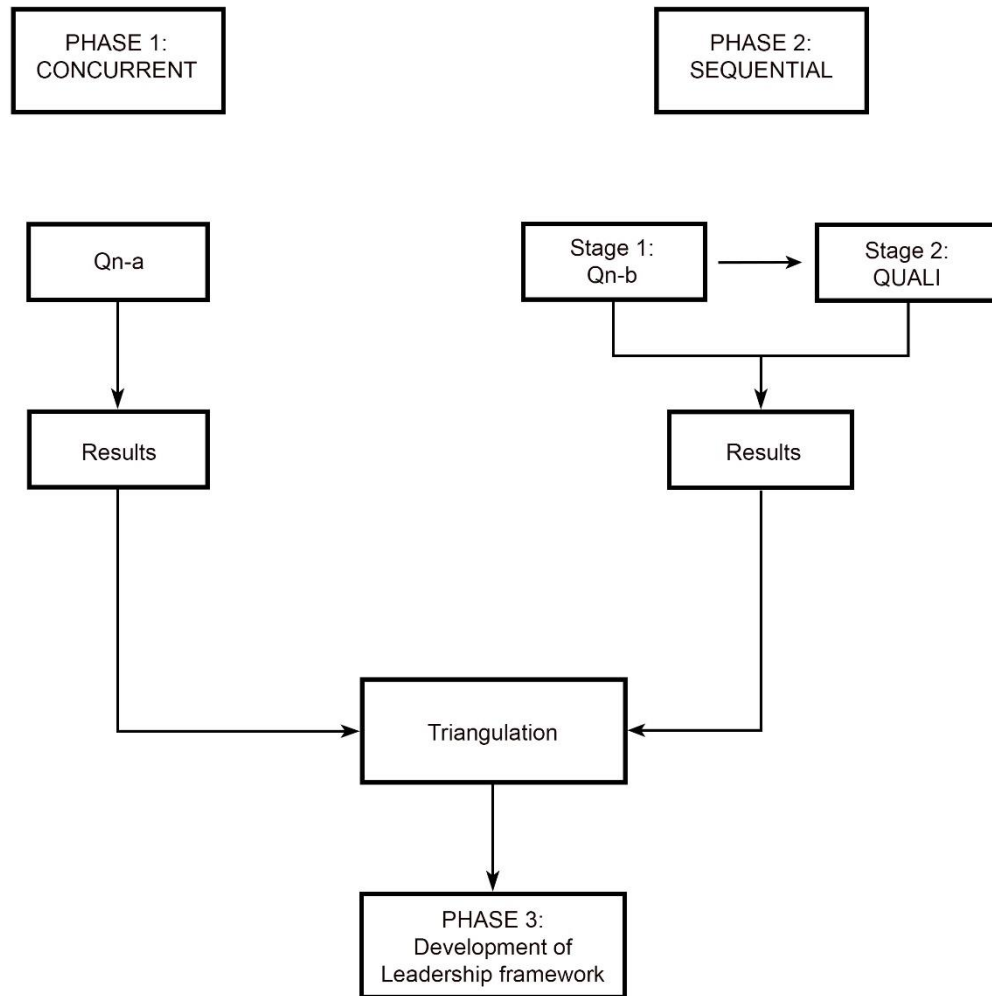 PHASE 1:
CONCURRENT
PHASE 2:
SEQUENTIAL
Qn-a
Stage 1:
Qn-b
Stage 2:
QUALI
Results
Results
Triangulation
PHASE 3:
Development of
Leadership framework